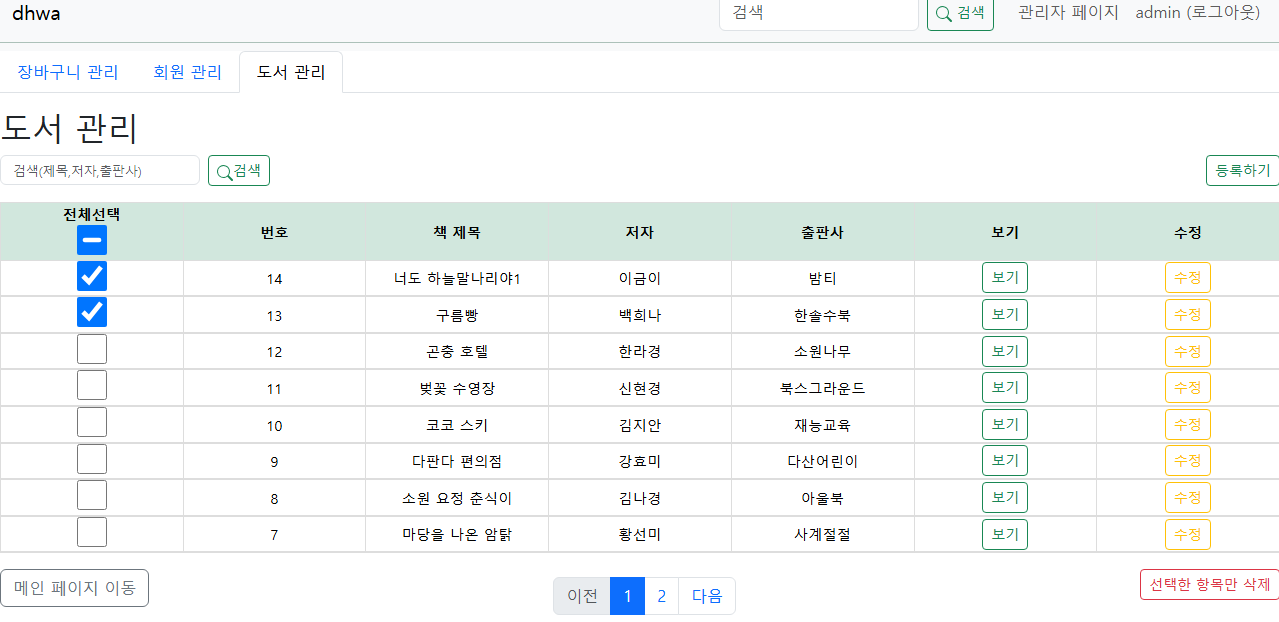 dhwa 검색 검색 관리자 페이지 admin (로그아웃)
장바구니 관리 회원 관리 도서 관리
도서 관리
검색(제목,저자,출판사) 검색 등록하기
전체선택 번호 책 제목 저자 출판사 보기 수정
14 너도 하늘말나리야1 이금이 밤티 보기 수정
13 구름빵 백희나 한솔수북 보기 수정
12 곤충 호텔 한라경 소원나무 보기 수정
11 벚꽃 수영장 신현경 북스그라운드 보기 수정
10 코코 스키 김지안 재능교육 보기 수정
9 다판다 편의점 강효미 다산어린이 보기 수정
8 소원 요정 춘식이 김나경 아울북 보기 수정
7 마당을 나온 암탉 황선미 사계절절 보기 수정
메인 페이지 이동 이전 1 2 다음 선택한 항목만 삭제